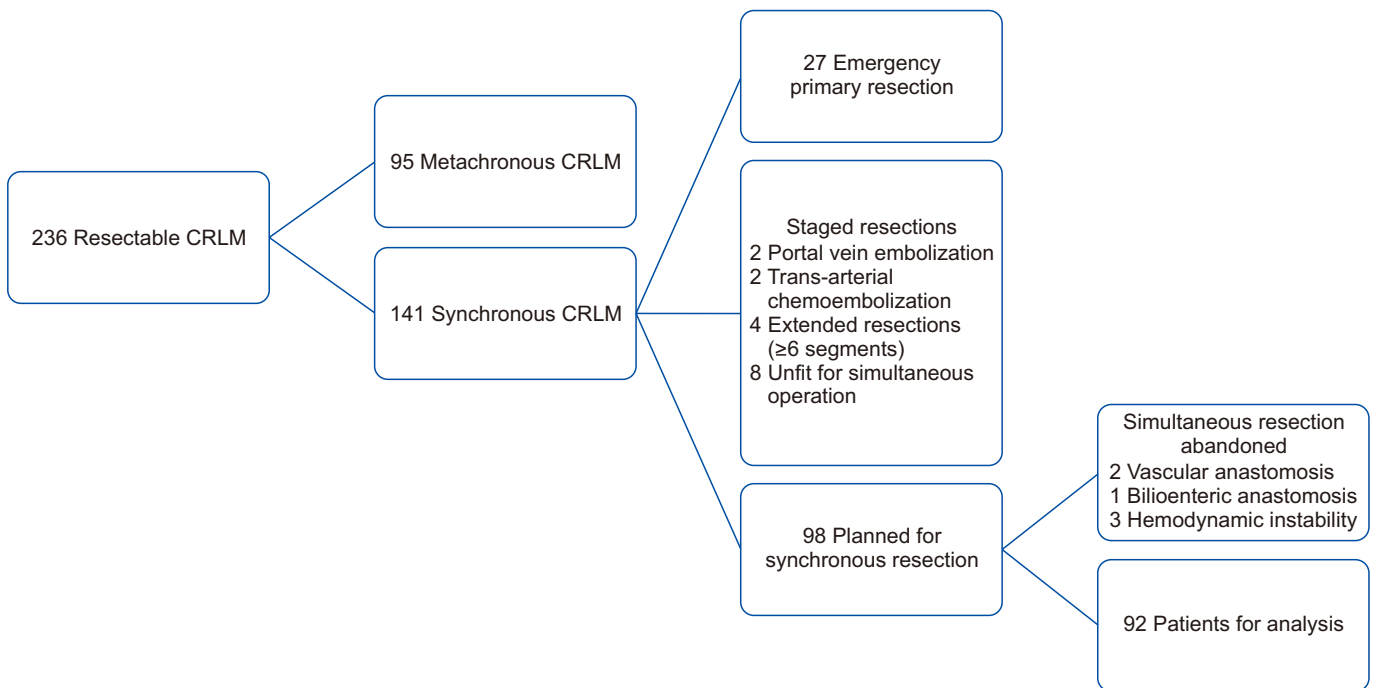 236 Resectable CRLM
95 Metachronous CRLM
141 Synchronous CRLM
27 Emergency
primary resection
Staged resections
2 Portal vein embolization
2 Trans-arterial
chemoembolization
4 Extended resections
(≥6 segments)
8 Unfit for simultaneous
operation
98 Planned for
synchronous resection
Simultaneous resection
abandoned
2 Vascular anastomosis
1 Bilioenteric anastomosis
3 Hemodynamic instability
92 Patients for analysis